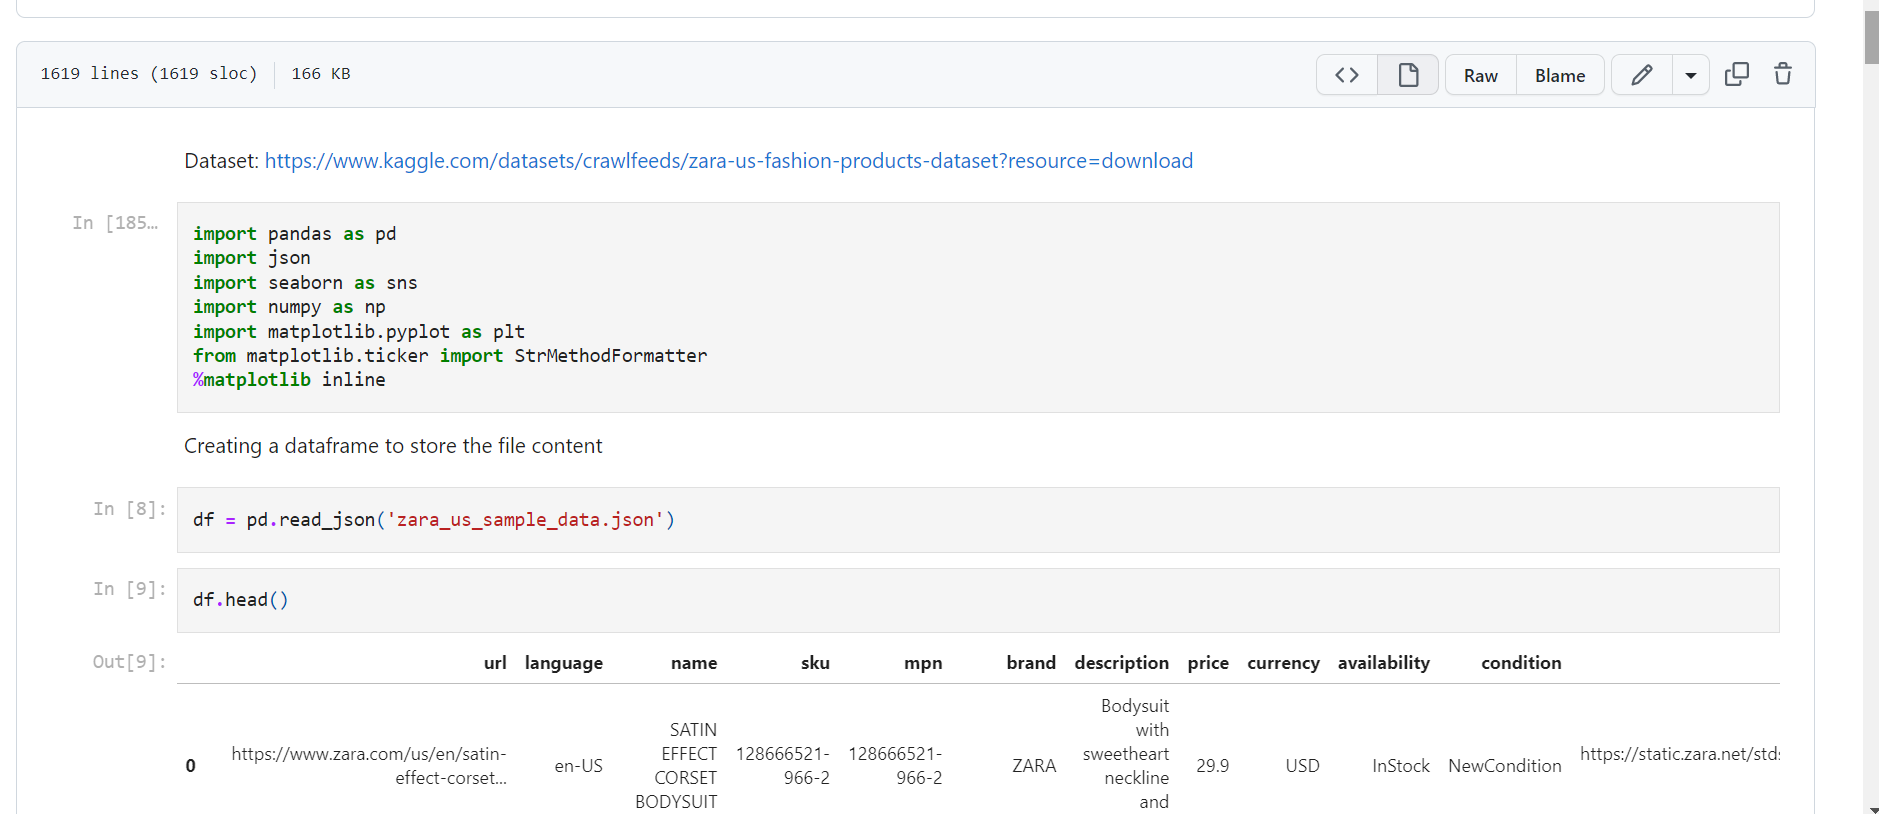 1619 lines (1619 sloc) 166 KB
<> Raw Blame
Dataset: https://www.kaggle.com/datasets/crawlfeeds/zara-us-fashion-products-dataset?resource=download
In [185…
import pandas as pd
import json
import seaborn as sns
import numpy as np
import matplotlib.pyplot as plt
from matplotlib.ticker import StrMethodFormatter
%matplotlib inline
Creating a dataframe to store the file content
In [8]:
df = pd.read_json('zara_us_sample_data.json')
In [9]:
df.head()
Out[9]:
url language name sku mpn brand description price currency availability condition
0 https://www.zara.com/us/en/satin-
effect-corset...
en-US
SATIN
EFFECT
CORSET
BODYSUIT
128666521-
966-2
128666521-
966-2
ZARA
Bodysuit
with
sweetheart
neckline
and
29.9
USD
InStock
NewCondition
https://static.zara.net/stds